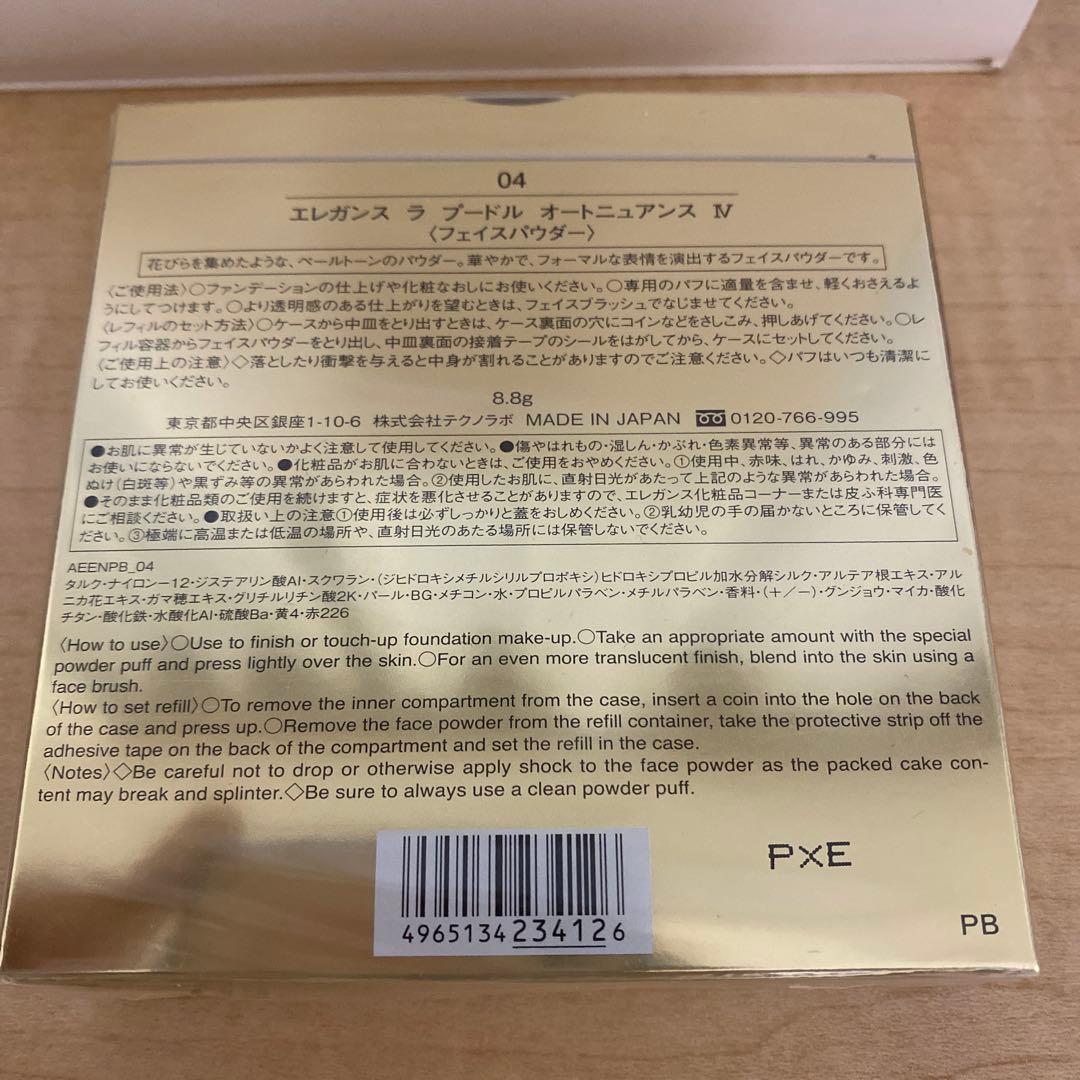 04
エレガンス ラ プードル オートニュアンス Ⅳ
〈フェイスパウダー〉
花びらを集めたような、ペールトーンのパウダー。華やかで、フォーマルな表情を演出するフェイスパウダーです。
〈ご使用法〉○ファンデーションの仕上げや化粧なおしにお使いください。○専用のパフに適量を含ませ、軽くおさえるよ
うにしてつけます。○より透明感のある仕上がりを望むときは、フェイスブラッシュでなじませてください。
〈レフィルのセット方法〉○ケースから中皿をとり出すときは、ケース裏面の穴にコインなどをさしこみ、押しあげてください。○レ
フィル容器からフェイスパウダーをとり出し、中皿裏面の接着テープのシールをはがしてから、ケースにセットしてください。
〈ご使用上の注意〉◇落としたり衝撃を与えると中身が割れることがありますのでご注意ください。◇パフはいつも清潔に
してお使いください。
8.8g
東京都中央区銀座1-10-6 株式会社テクノラボ MADE IN JAPAN 0120-766-995
●お肌に異常が生じていないかよく注意して使用してください。●傷やはれもの・湿しん・かぶれ・色素異常等、異常のある部分には
お使いにならないでください。●化粧品がお肌に合わないときは、ご使用をおやめください。①使用中、赤味、はれ、かゆみ、刺激、色
ぬけ(白斑等)や黒ずみ等の異常があらわれた場合。②使用したお肌に、直射日光があたって上記のような異常があらわれた場合。
●そのまま化粧品類のご使用を続けますと、症状を悪化させることがありますので、エレガンス化粧品コーナーまたは皮ふ科専門医
にご相談ください。●取扱い上の注意①使用後は必ずしっかりと蓋をおしめください。②乳幼児の手の届かないところに保管してく
ださい。③極端に高温または低温の場所や、直射日光のあたる場所には保管しないでください。
AEENPB_04
タルク・ナイロン－12・ジステアリン酸Al・スクワラン・(ジヒドロキシメチルシリルプロポキシ)ヒドロキシプロピル加水分解シルク・アルテア根エキス・アル
ニカ花エキス・ガマ穂エキス・グリチルリチン酸2K・パール・BG・メチコン・水・プロピルパラベン・メチルパラベン・香料・(＋/－)・グンジョウ・マイカ・酸化
チタン・酸化鉄・水酸化Al・硫酸Ba・黄4・赤226
〈How to use〉○Use to finish or touch-up foundation make-up.○Take an appropriate amount with the special
powder puff and press lightly over the skin.○For an even more translucent finish, blend into the skin using a
face brush.
〈How to set refill〉○To remove the inner compartment from the case, insert a coin into the hole on the back
of the case and press up.○Remove the face powder from the refill container, take the protective strip off the
adhesive tape on the back of the compartment and set the refill in the case.
〈Notes〉◇Be careful not to drop or otherwise apply shock to the face powder as the packed cake con-
tent may break and splinter.◇Be sure to always use a clean powder puff.
P×E
4965134234126
PB